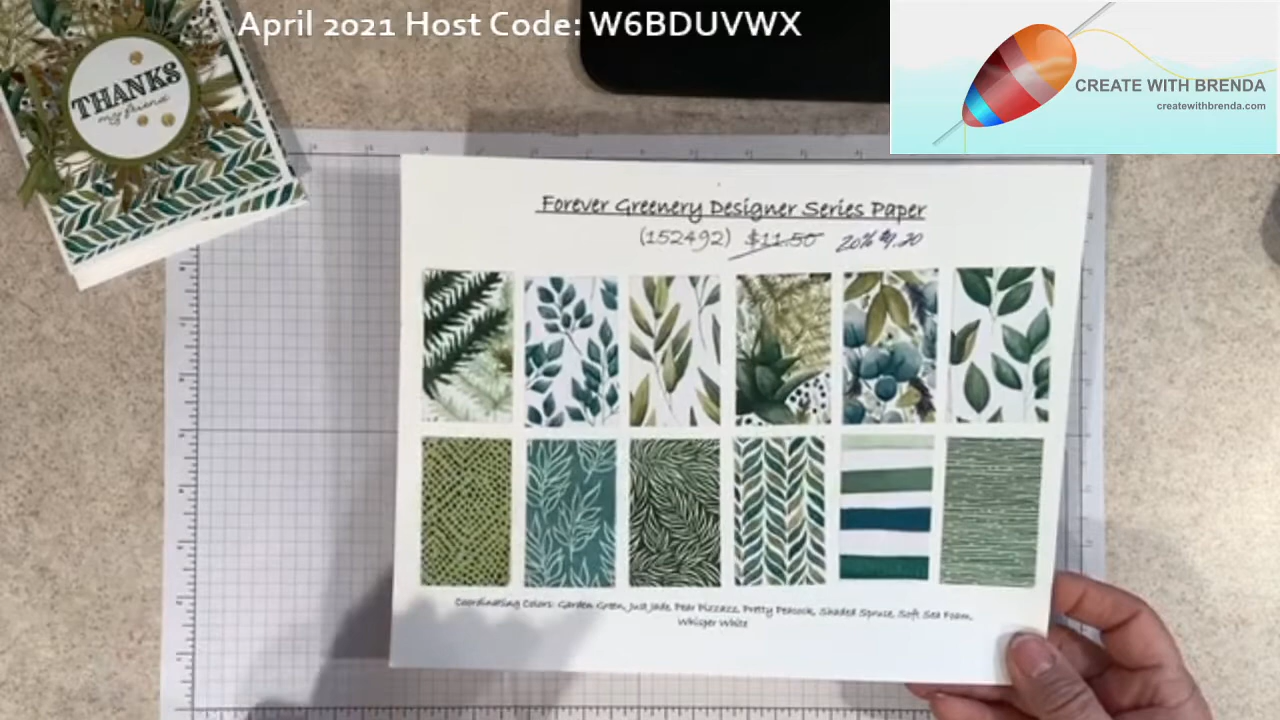 April 2021 Host Code: W6BDUVWX
CREATE WITH BRENDA
createwithbrenda.com
THANKS
my friend
Forever Greenery Designer Series Paper
(152492) $11.50 20% $9.20
Coordinating Colors: Garden Green, Just Jade, Pear Pizzazz, Pretty Peacock, Shaded Spruce, Soft Sea Foam,
Whisper White